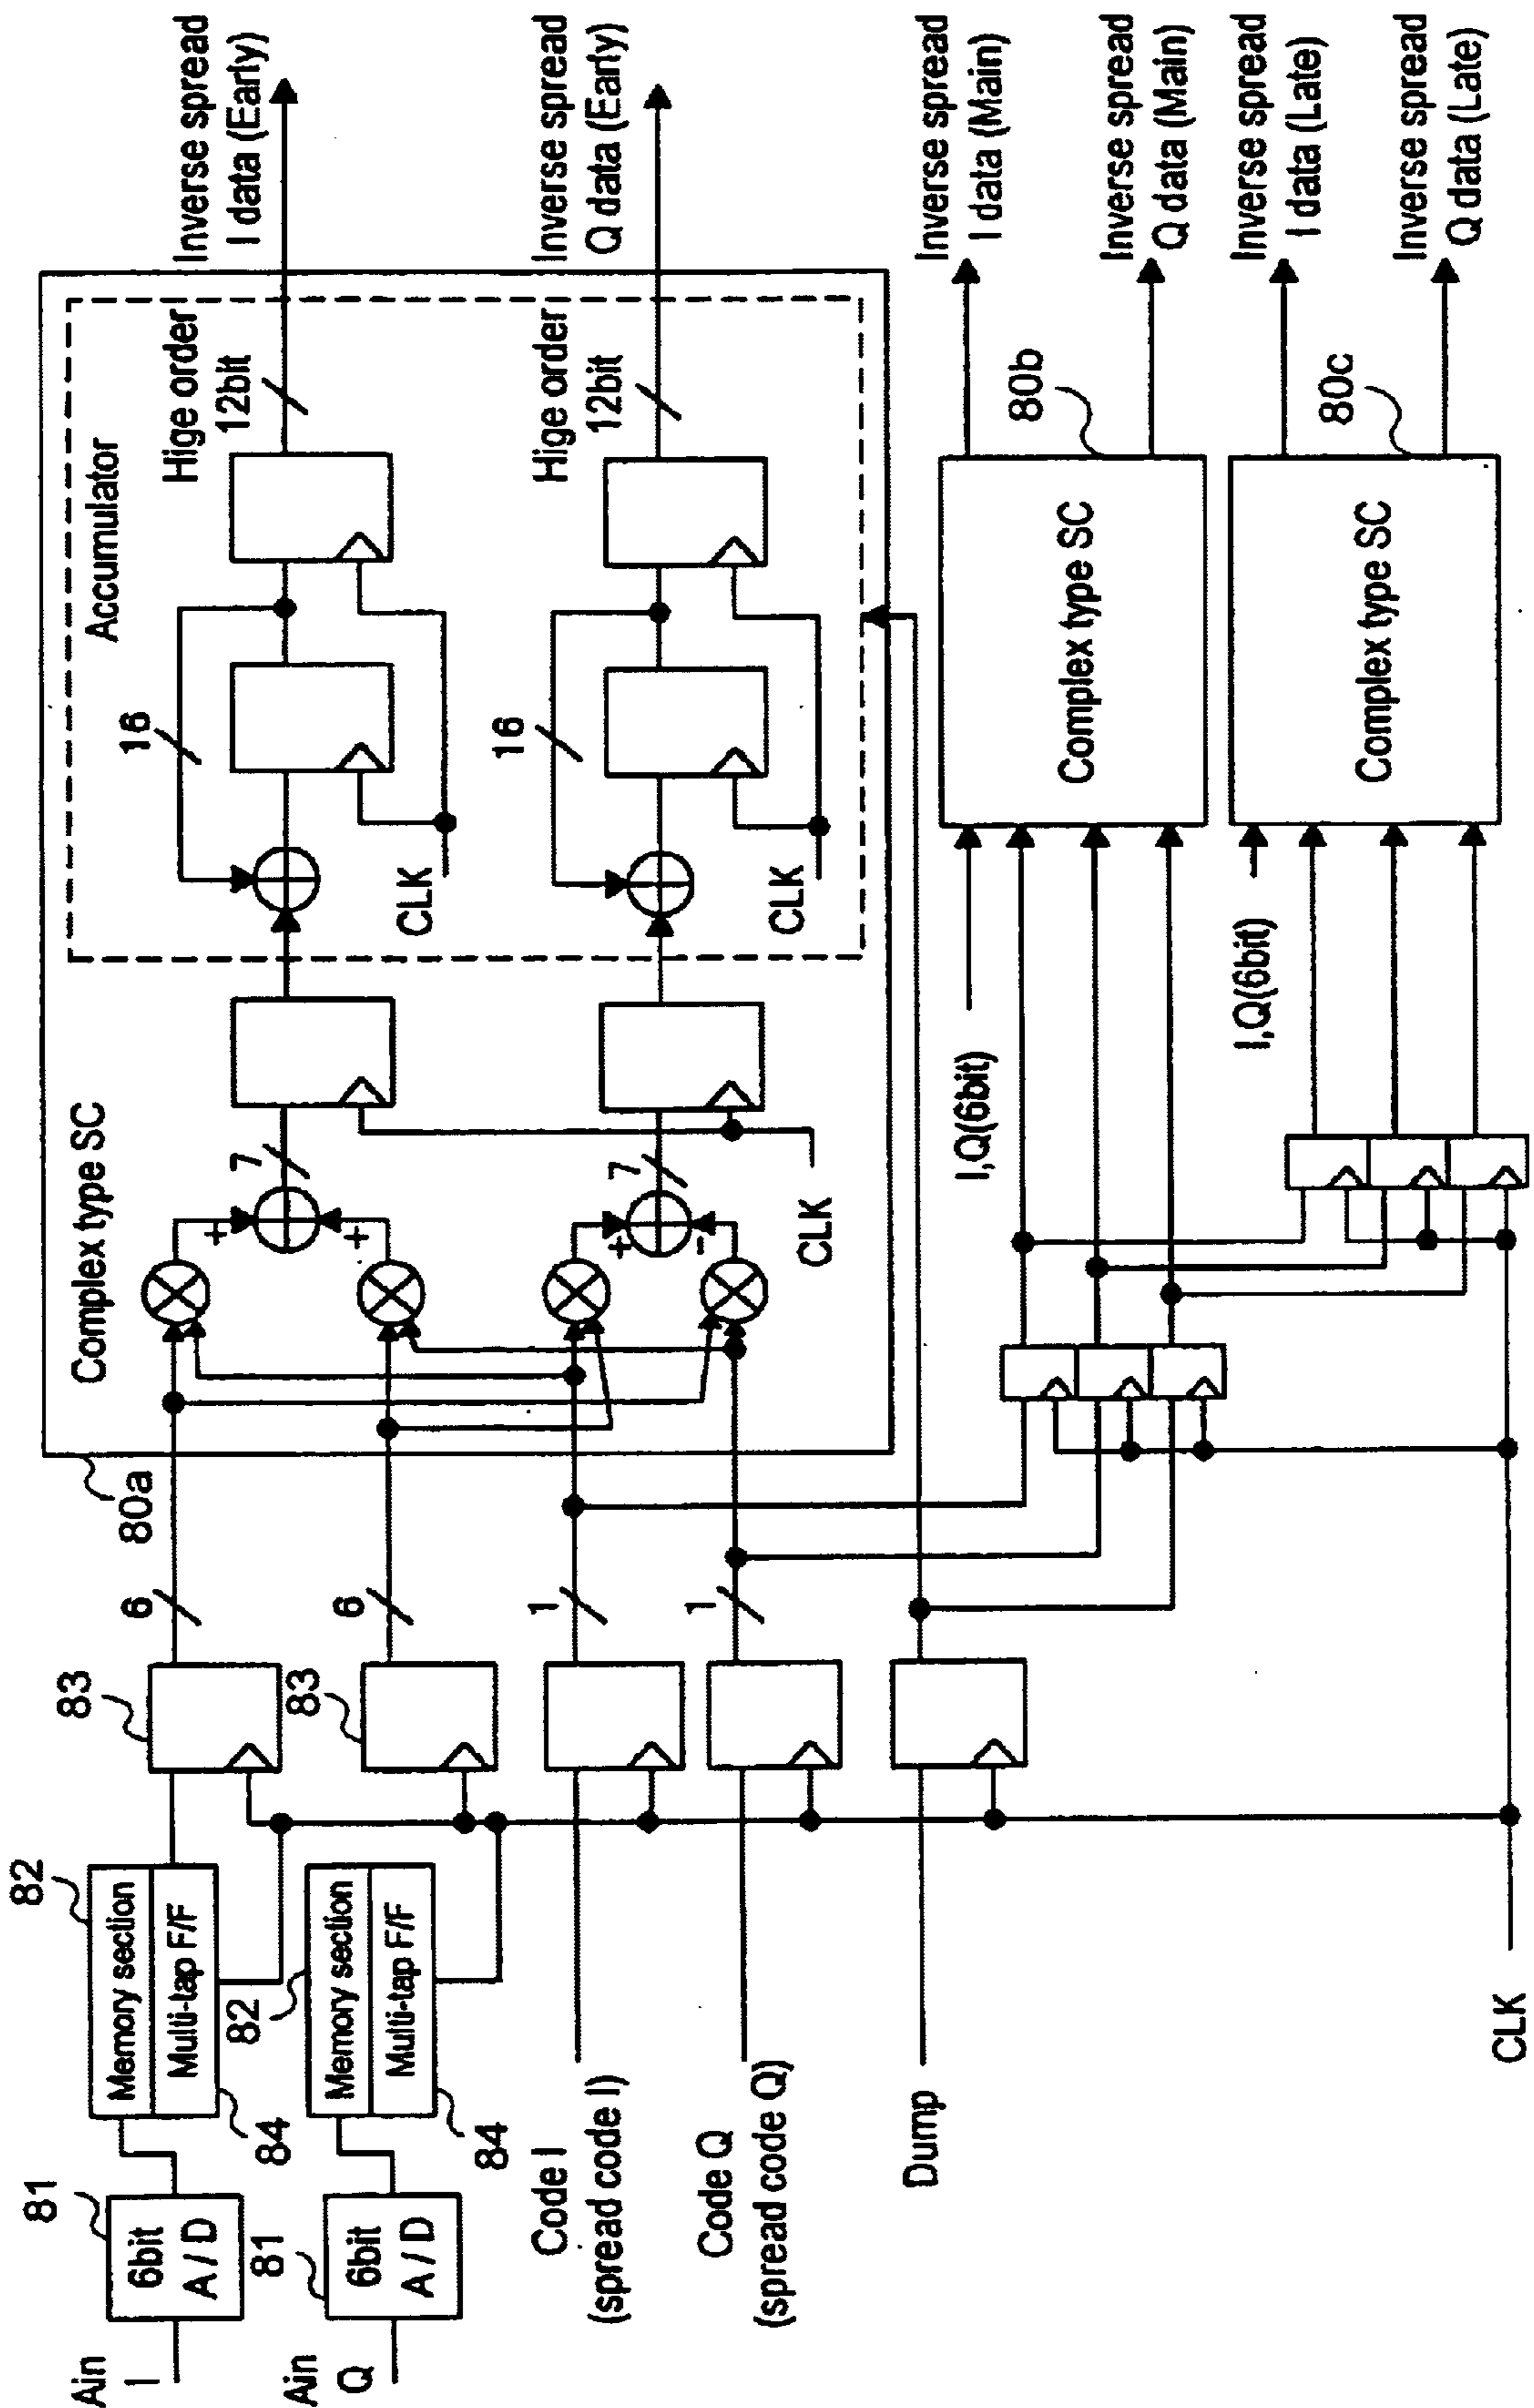 Ain
I
Ain
Q
81
6bit
A / D
81
6bit
A / D
82
Memory section
Multi-tap F/F
84
82
Memory section
Multi-tap F/F
84
Code I
(spread code I)
Code Q
(spread code Q)
Dump
CLK
83
83
6
6
1
1
80a
Complex type SC
+
+
7
+
-
7
CLK
Accumulator
16
CLK
16
CLK
Hige order
12bit
Hige order
12bit
Inverse spread
I data (Early)
Inverse spread
Q data (Early)
I,Q(6bit)
Complex type SC
80b
Inverse spread
I data (Main)
Inverse spread
Q data (Main)
I,Q(6bit)
Complex type SC
80c
Inverse spread
I data (Late)
Inverse spread
Q data (Late)